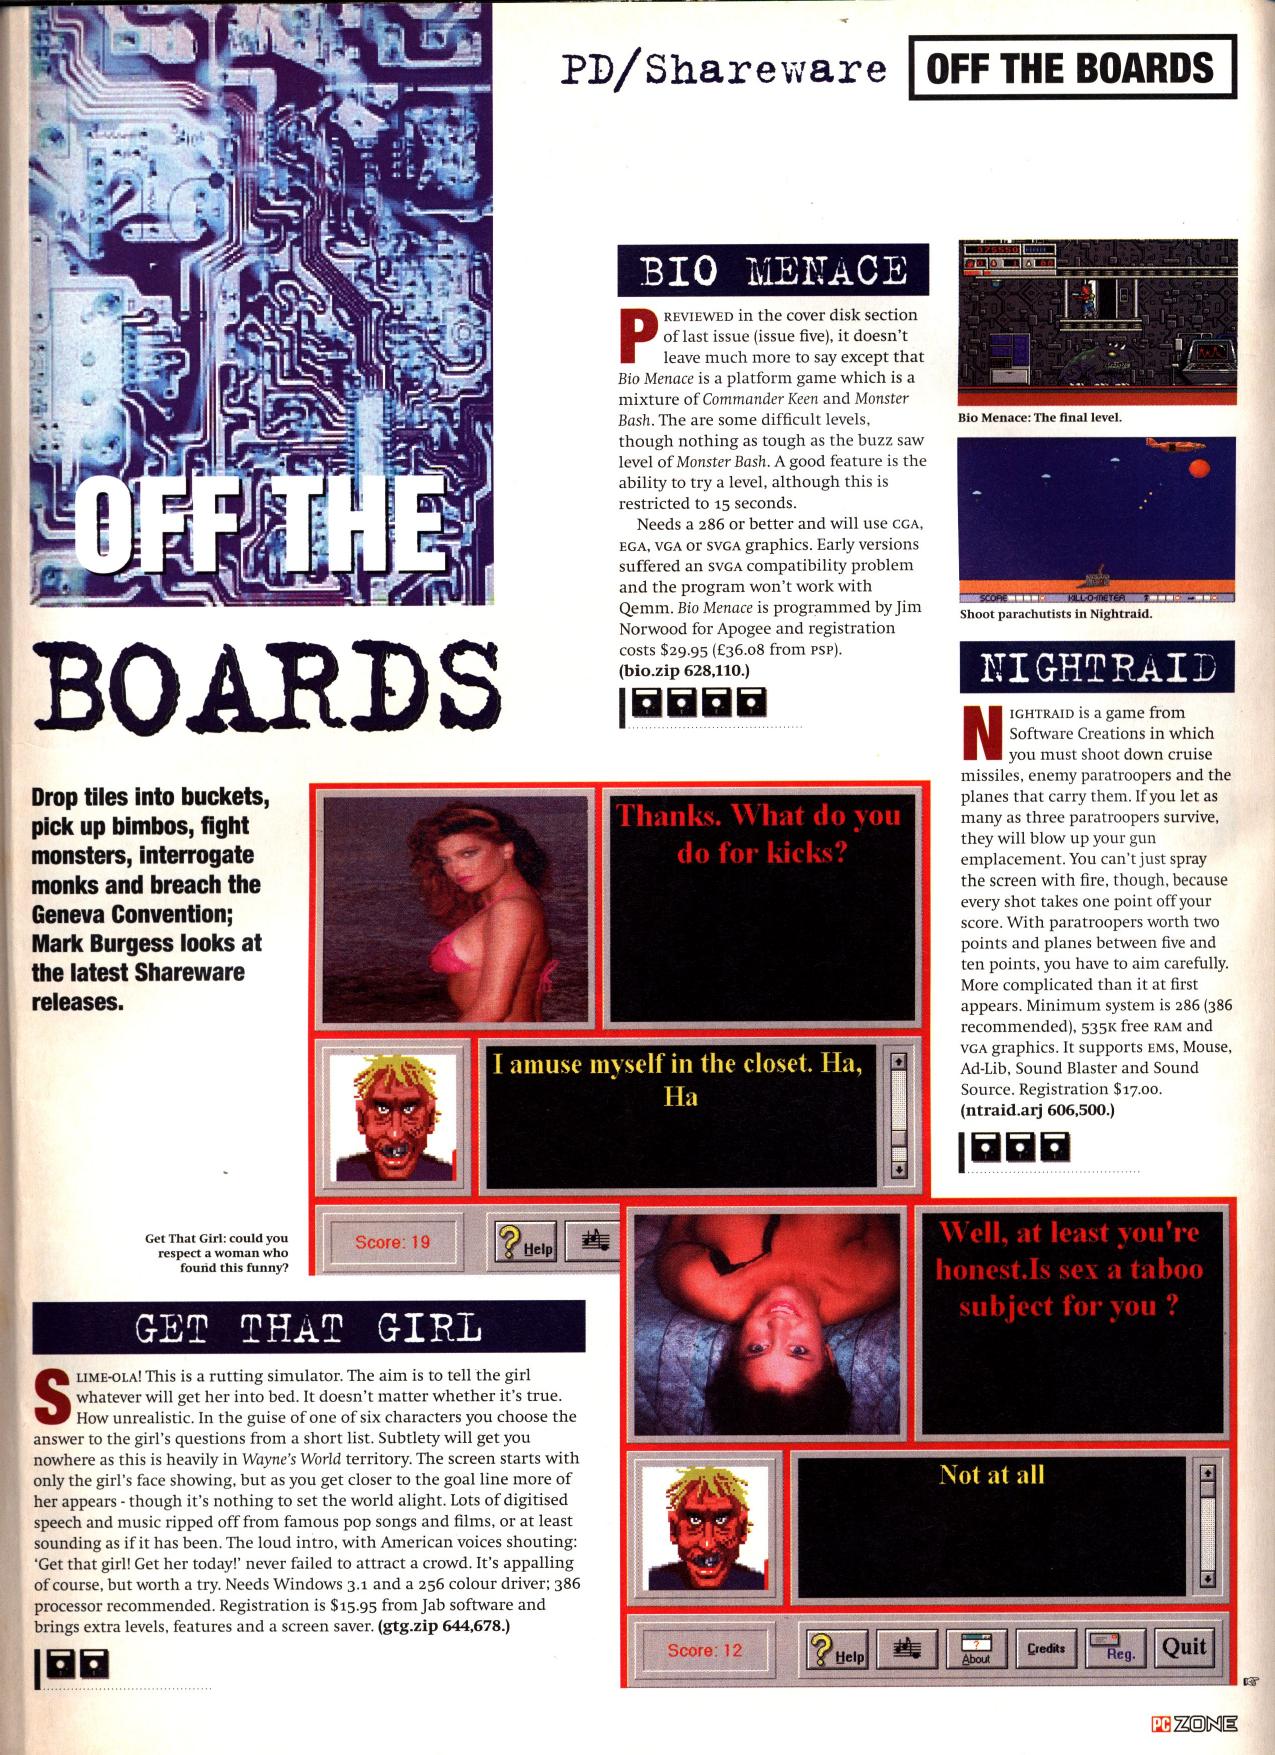 PD/Shareware OFF THE BOARDS
OFF THE
BOARDS
Drop tiles into buckets,
pick up bimbos, fight
monsters, interrogate
monks and breach the
Geneva Convention;
Mark Burgess looks at
the latest Shareware
releases.
BIO MENACE
PREVIEWED in the cover disk section
of last issue (issue five), it doesn't
leave much more to say except that
Bio Menace is a platform game which is a
mixture of Commander Keen and Monster
Bash. The are some difficult levels,
though nothing as tough as the buzz saw
level of Monster Bash. A good feature is the
ability to try a level, although this is
restricted to 15 seconds.
Needs a 286 or better and will use CGA,
EGA, VGA or SVGA graphics. Early versions
suffered an SVGA compatibility problem
and the program won't work with
Qemm. Bio Menace is programmed by Jim
Norwood for Apogee and registration
costs $29.95 (£36.08 from PSP).
(bio.zip 628,110.)
375550
Bio Menace: The final level.
SCORE KILL-O-METER
Shoot parachutists in Nightraid.
NIGHTRAID
NIGHTRAID is a game from
Software Creations in which
you must shoot down cruise
missiles, enemy paratroopers and the
planes that carry them. If you let as
many as three paratroopers survive,
they will blow up your gun
emplacement. You can't just spray
the screen with fire, though, because
every shot takes one point off your
score. With paratroopers worth two
points and planes between five and
ten points, you have to aim carefully.
More complicated than it at first
appears. Minimum system is 286 (386
recommended), 535K free RAM and
VGA graphics. It supports EMS, Mouse,
Ad-Lib, Sound Blaster and Sound
Source. Registration $17.00.
(ntraid.arj 606,500.)
Thanks. What do you
do for kicks?
I amuse myself in the closet. Ha,
Ha
Score: 19
Help
Get That Girl: could you
respect a woman who
found this funny?
GET THAT GIRL
SLIME-OLA! This is a rutting simulator. The aim is to tell the girl
whatever will get her into bed. It doesn't matter whether it's true.
How unrealistic. In the guise of one of six characters you choose the
answer to the girl's questions from a short list. Subtlety will get you
nowhere as this is heavily in Wayne's World territory. The screen starts with
only the girl's face showing, but as you get closer to the goal line more of
her appears - though it's nothing to set the world alight. Lots of digitised
speech and music ripped off from famous pop songs and films, or at least
sounding as if it has been. The loud intro, with American voices shouting:
'Get that girl! Get her today!' never failed to attract a crowd. It's appalling
of course, but worth a try. Needs Windows 3.1 and a 256 colour driver; 386
processor recommended. Registration is $15.95 from Jab software and
brings extra levels, features and a screen saver. (gtg.zip 644,678.)
Well, at least you're
honest.Is sex a taboo
subject for you ?
Not at all
Score: 12
Help
About
Credits
Reg.
Quit
PC ZONE